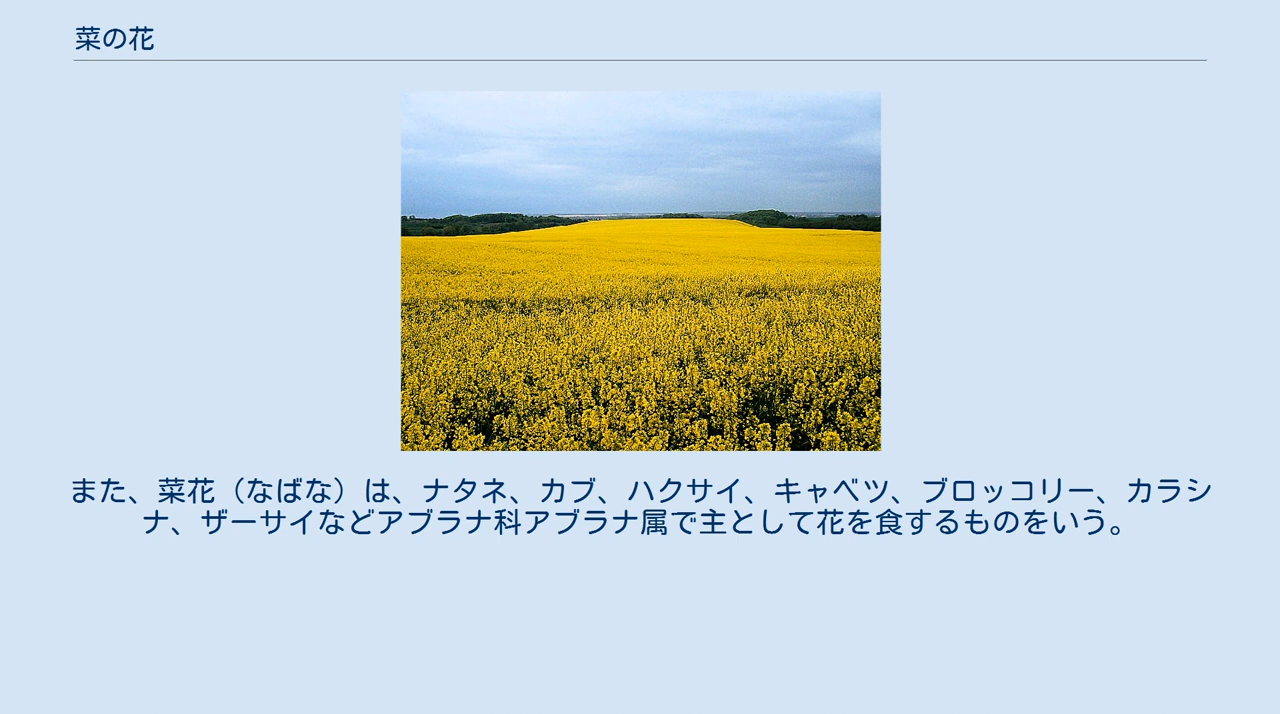 菜の花
また、菜花（なばな）は、ナタネ、カブ、ハクサイ、キャベツ、ブロッコリー、カラシ
ナ、ザーサイなどアブラナ科アブラナ属で主として花を食するものをいう。